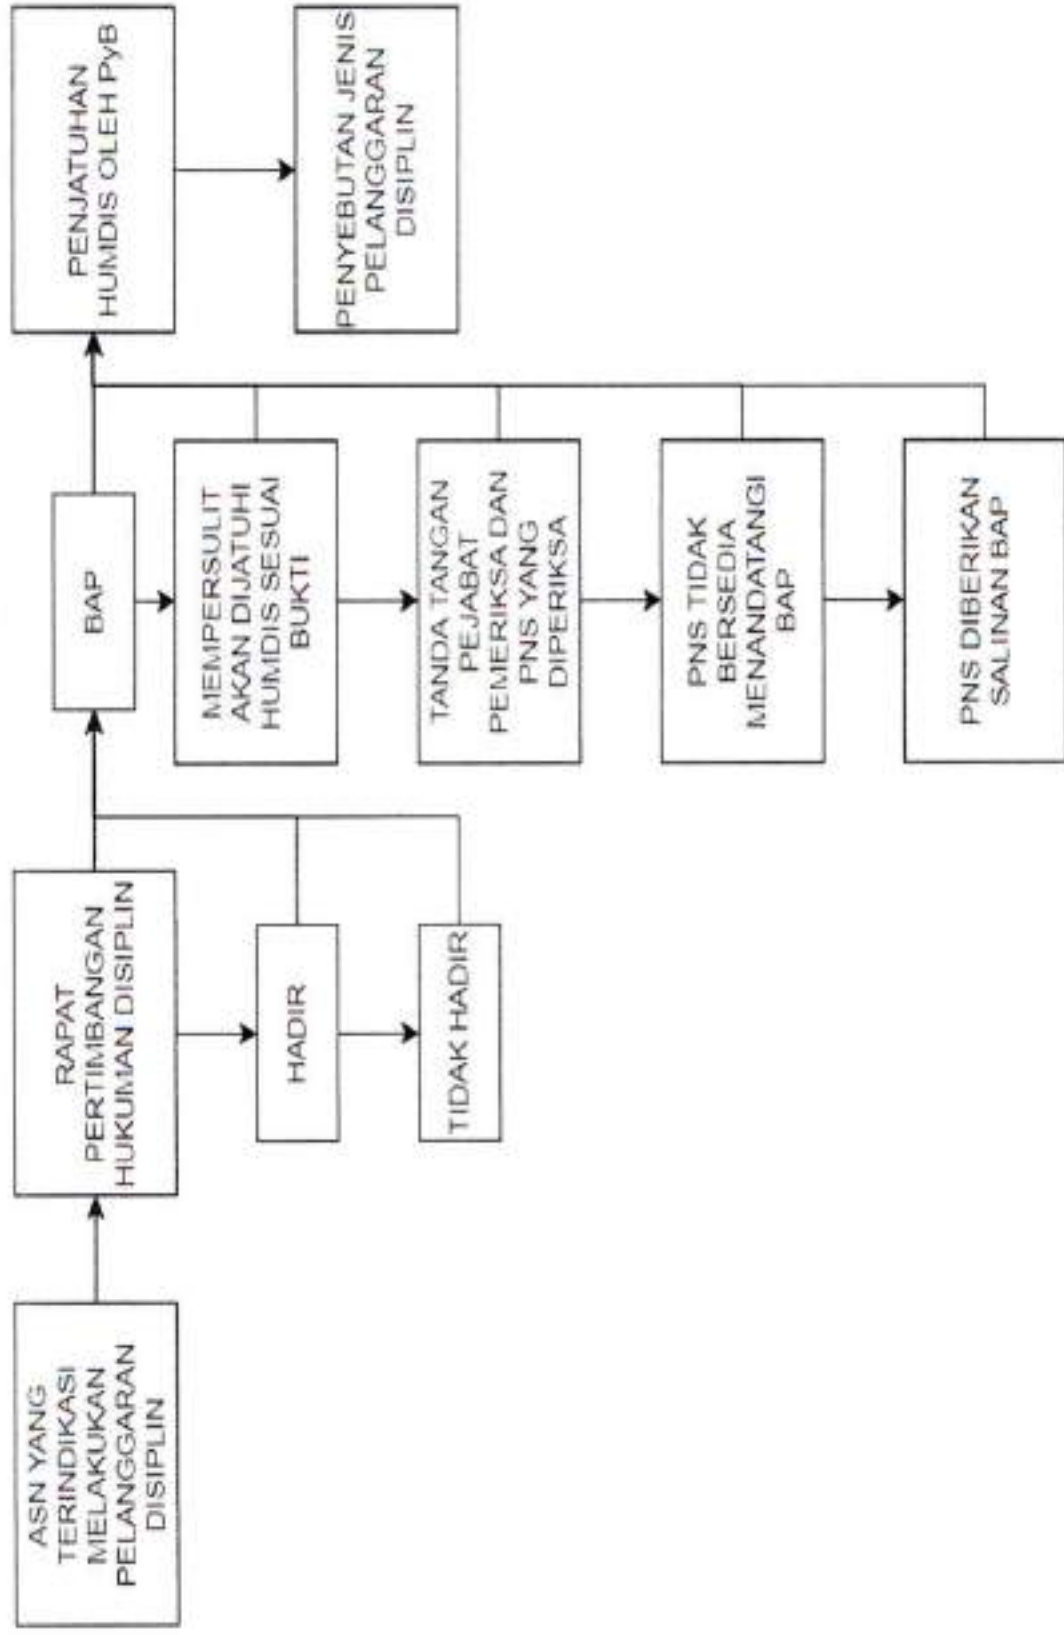 ASN YANG
TERINDIKASI
MELAKUKAN
PELANGGARAN
DISIPLIN
RAPAT
PERTIMBANGAN
HUKUMAN DISIPLIN
HADIR
TIDAK HADIR
BAP
MEMPERSULIT
AKAN DIJATUHI
HUMDIS SESUAI
BUKTI
TANDA TANGAN
PEJABAT
PEMERIKSA DAN
PNS YANG
DIPERIKSA
PNS TIDAK
BERSEDIA
MENANDATANGI
BAP
PNS DIBERIKAN
SALINAN BAP
PENJATUHAN
HUMDIS OLEH PyB
PENYEBUTAN JENIS
PELANGGARAN
DISIPLIN